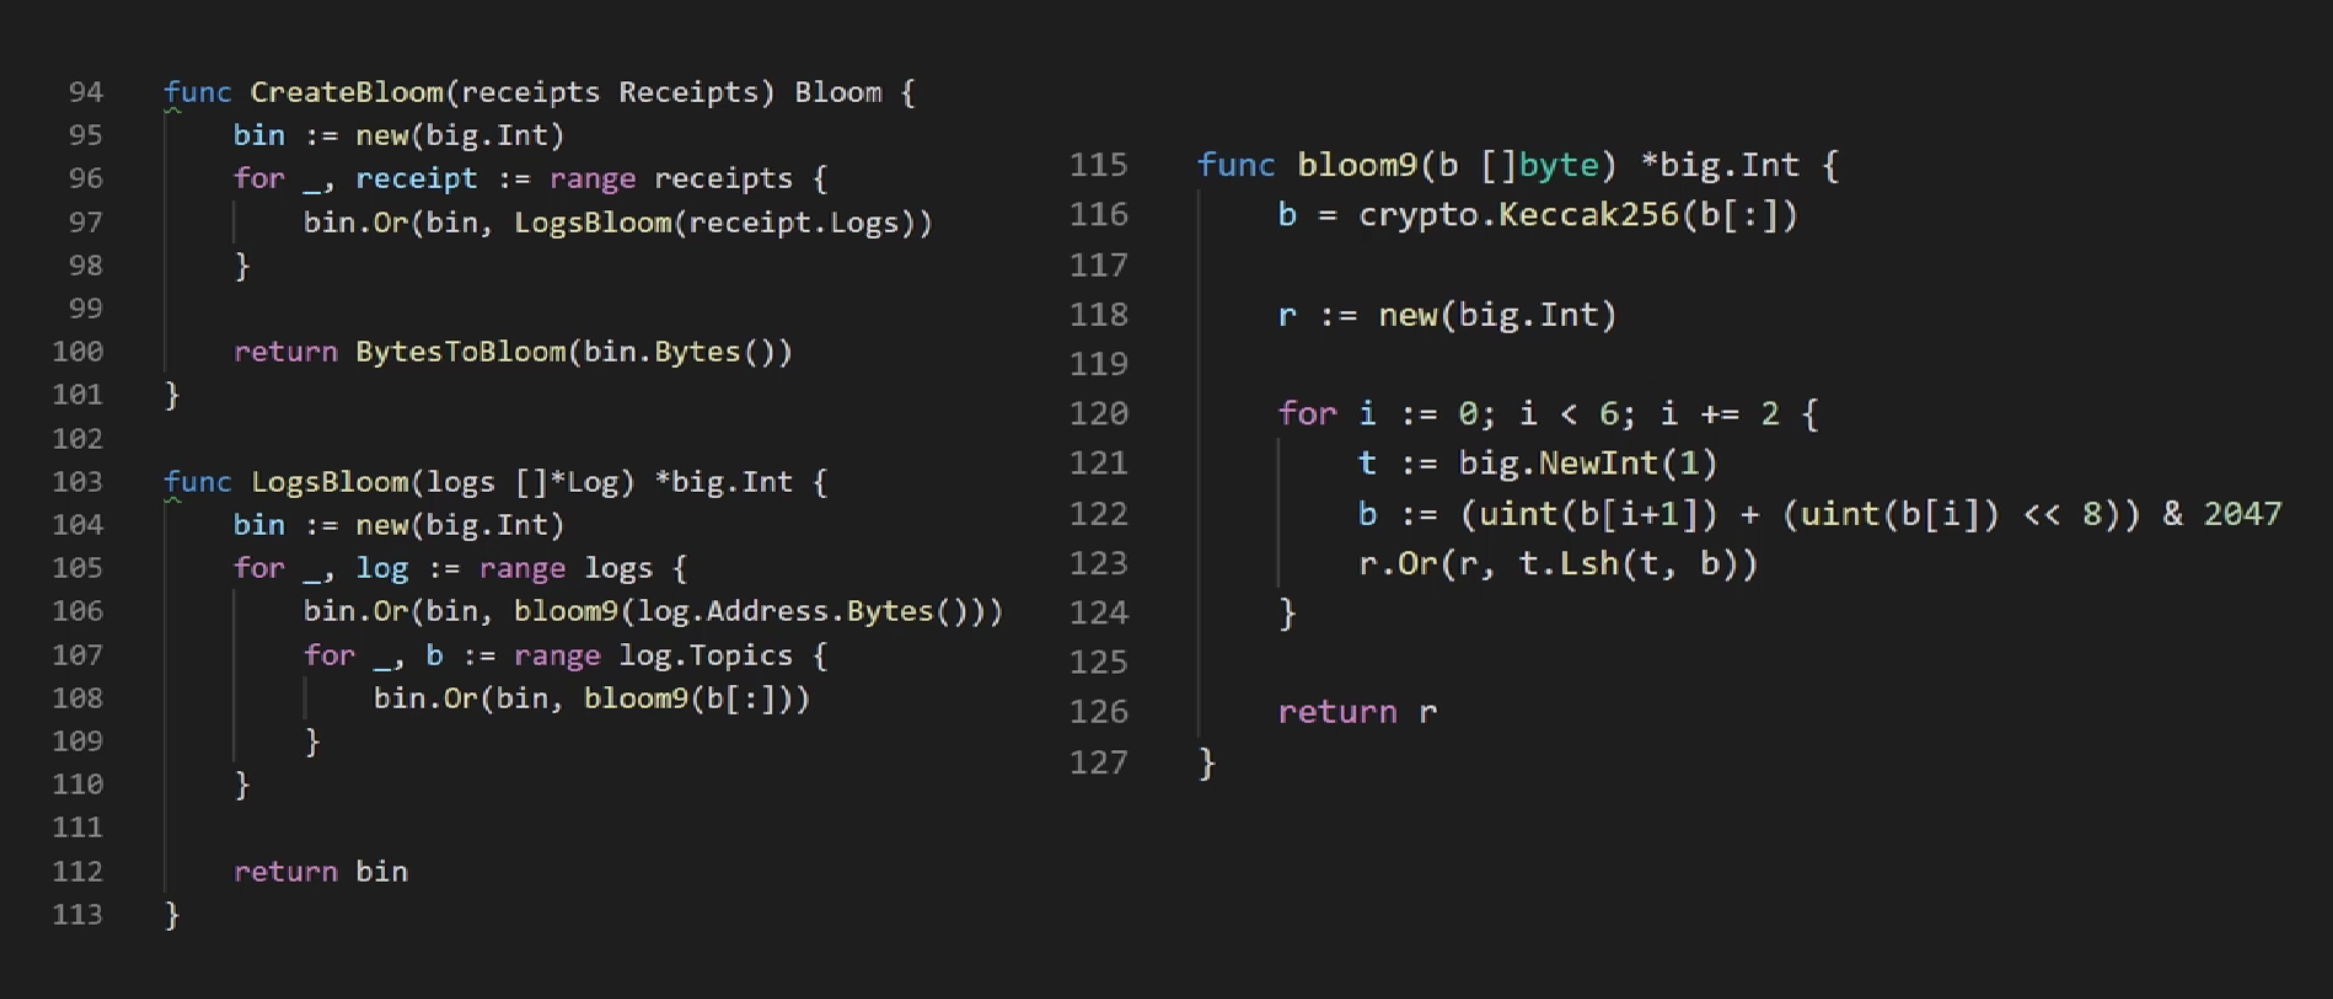 94 func CreateBloom(receipts Receipts) Bloom {
95     bin := new(big.Int)
96     for _, receipt := range receipts {
97         bin.Or(bin, LogsBloom(receipt.Logs))
98     }
99
100     return BytesToBloom(bin.Bytes())
101 }
102
103 func LogsBloom(logs []*Log) *big.Int {
104     bin := new(big.Int)
105     for _, log := range logs {
106         bin.Or(bin, bloom9(log.Address.Bytes()))
107         for _, b := range log.Topics {
108             bin.Or(bin, bloom9(b[:]))
109         }
110     }
111
112     return bin
113 }
115 func bloom9(b []byte) *big.Int {
116     b = crypto.Keccak256(b[:])
117
118     r := new(big.Int)
119
120     for i := 0; i < 6; i += 2 {
121         t := big.NewInt(1)
122         b := (uint(b[i+1]) + (uint(b[i]) << 8)) & 2047
123         r.Or(r, t.Lsh(t, b))
124     }
125
126     return r
127 }